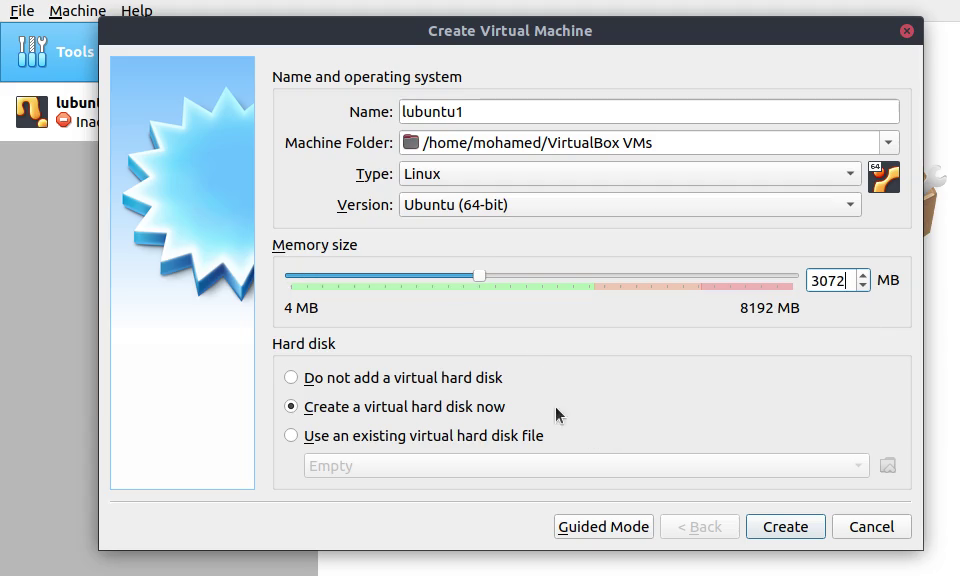 File Machine Help
Create Virtual Machine
Tools
Name and operating system
Name: lubuntu1
Machine Folder: /home/mohamed/VirtualBox VMs
Type: Linux
64
Version: Ubuntu (64-bit)
Memory size
3072 MB
4 MB 8192 MB
Hard disk
Do not add a virtual hard disk
Create a virtual hard disk now
Use an existing virtual hard disk file
Empty
Guided Mode < Back Create Cancel